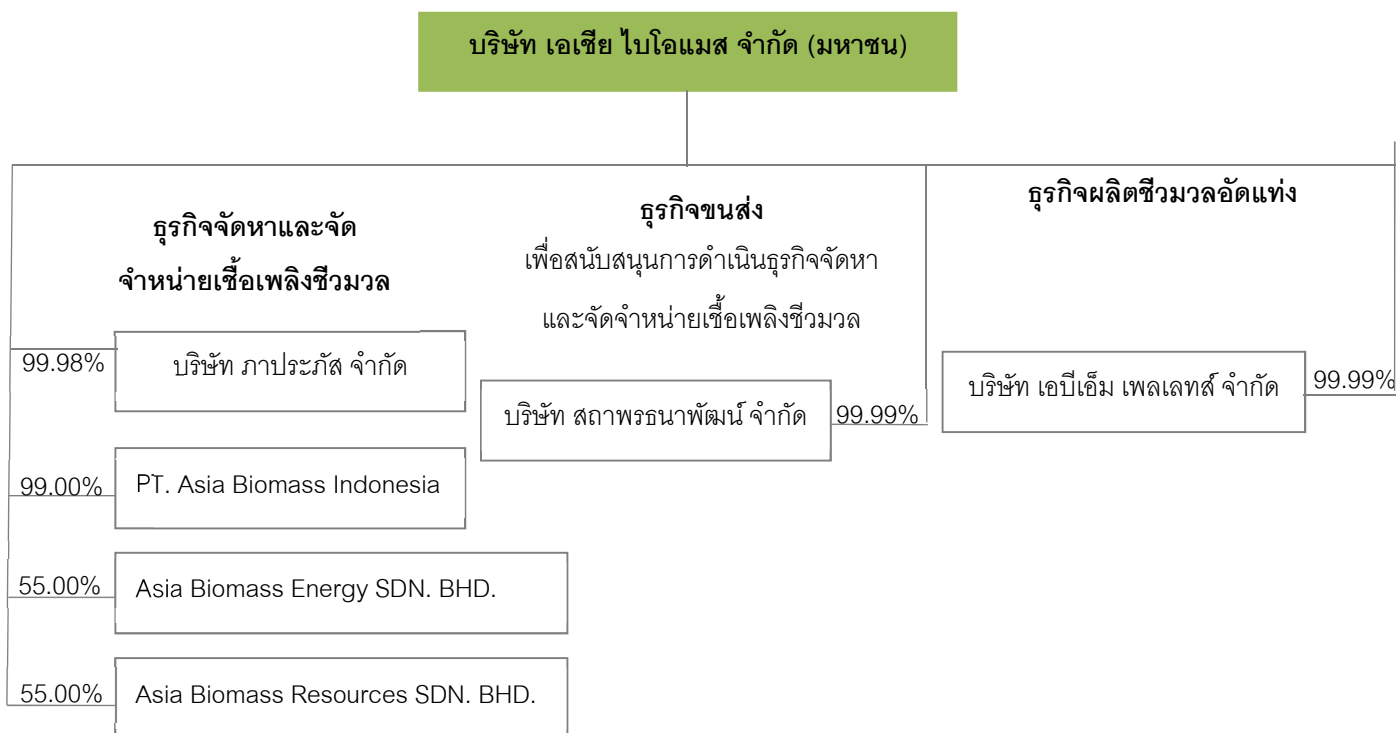 บริษัท เอเชีย ไบโอแมส จำกัด (มหาชน)
ธุรกิจจัดหาและจัด
จำหน่ายเชื้อเพลิงชีวมวล
99.98%
บริษัท ภาประภัส จำกัด
99.00%
PT. Asia Biomass Indonesia
55.00%
Asia Biomass Energy SDN. BHD.
55.00%
Asia Biomass Resources SDN. BHD.
ธุรกิจขนส่ง
เพื่อสนับสนุนการดำเนินธุรกิจจัดหา
และจัดจำหน่ายเชื้อเพลิงชีวมวล
บริษัท สถาพรธนาพัฒน์ จำกัด
99.99%
ธุรกิจผลิตชีวมวลอัดแท่ง
บริษัท เอบีเอ็ม เพลเลทส์ จำกัด
99.99%